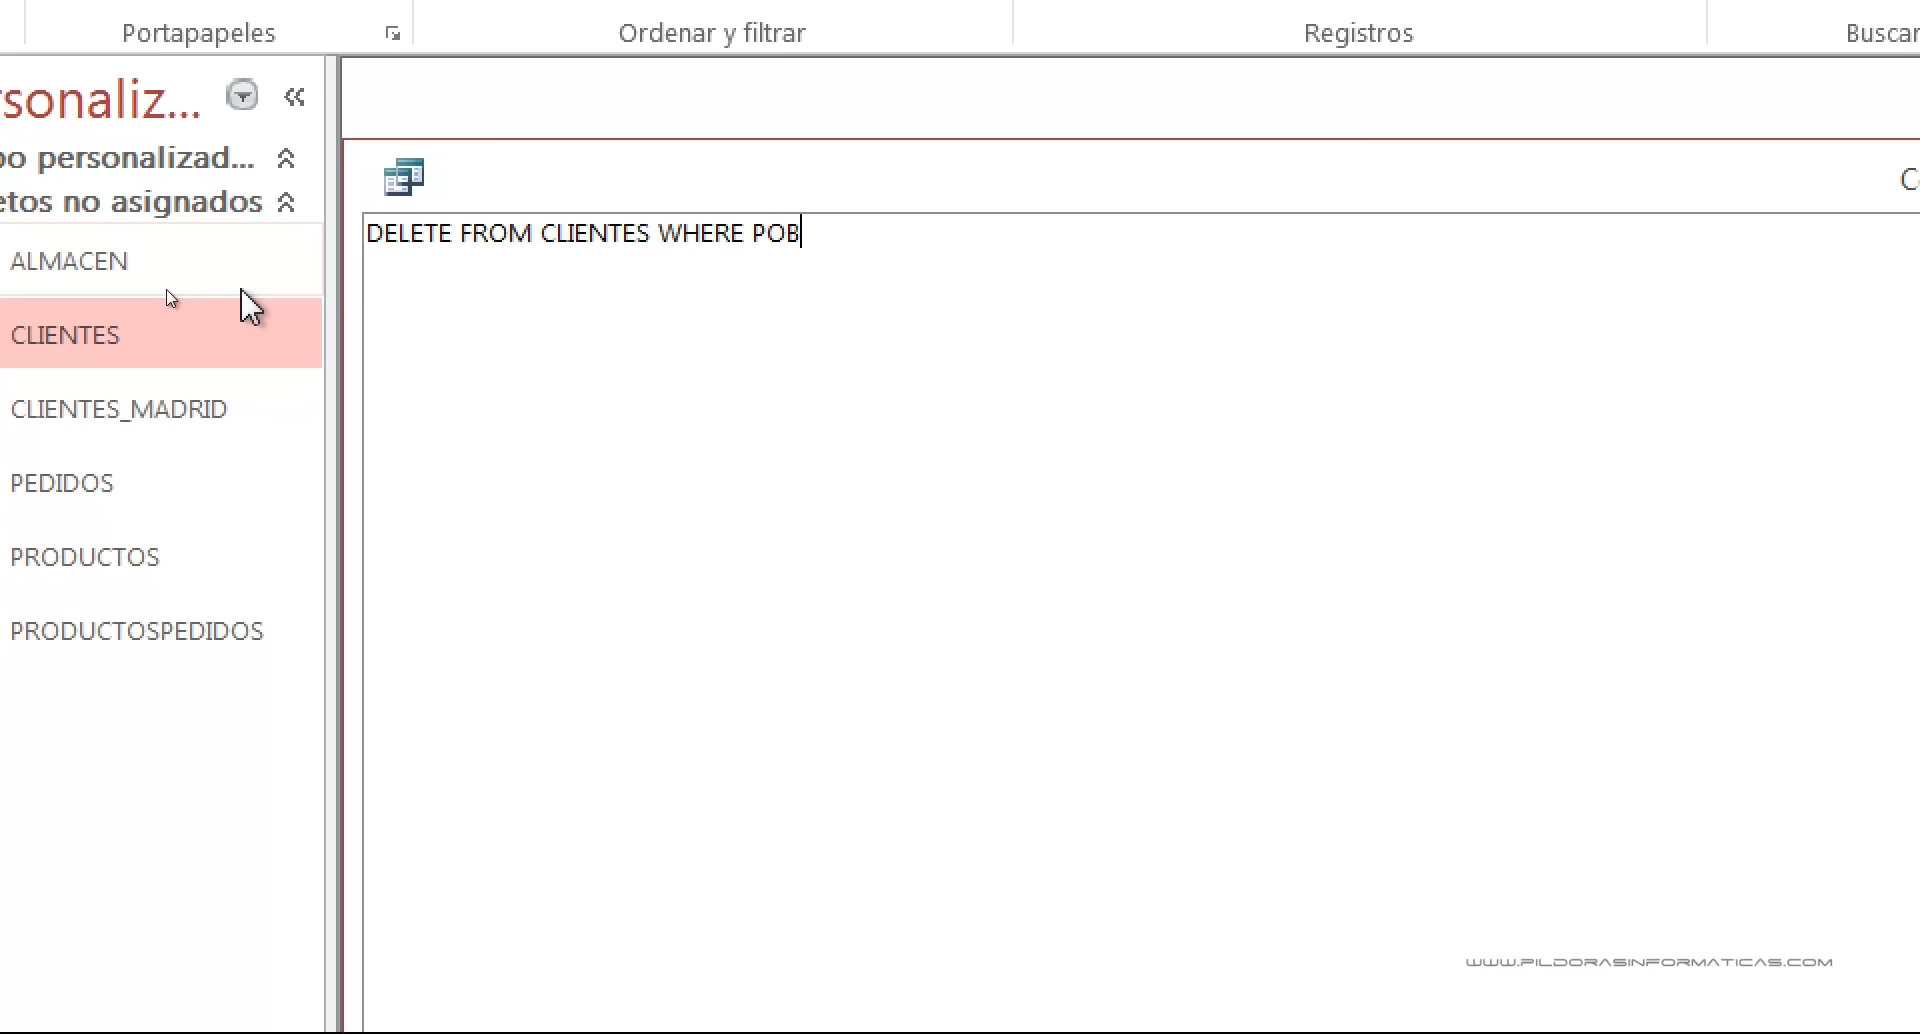 Portapapeles
Ordenar y filtrar
Registros
Buscar
rsonaliz...
po personalizad...
etos no asignados
ALMACEN
CLIENTES
CLIENTES_MADRID
PEDIDOS
PRODUCTOS
PRODUCTOSPEDIDOS
DELETE FROM CLIENTES WHERE POB
WWW.PILDORASINFORMATICAS.COM